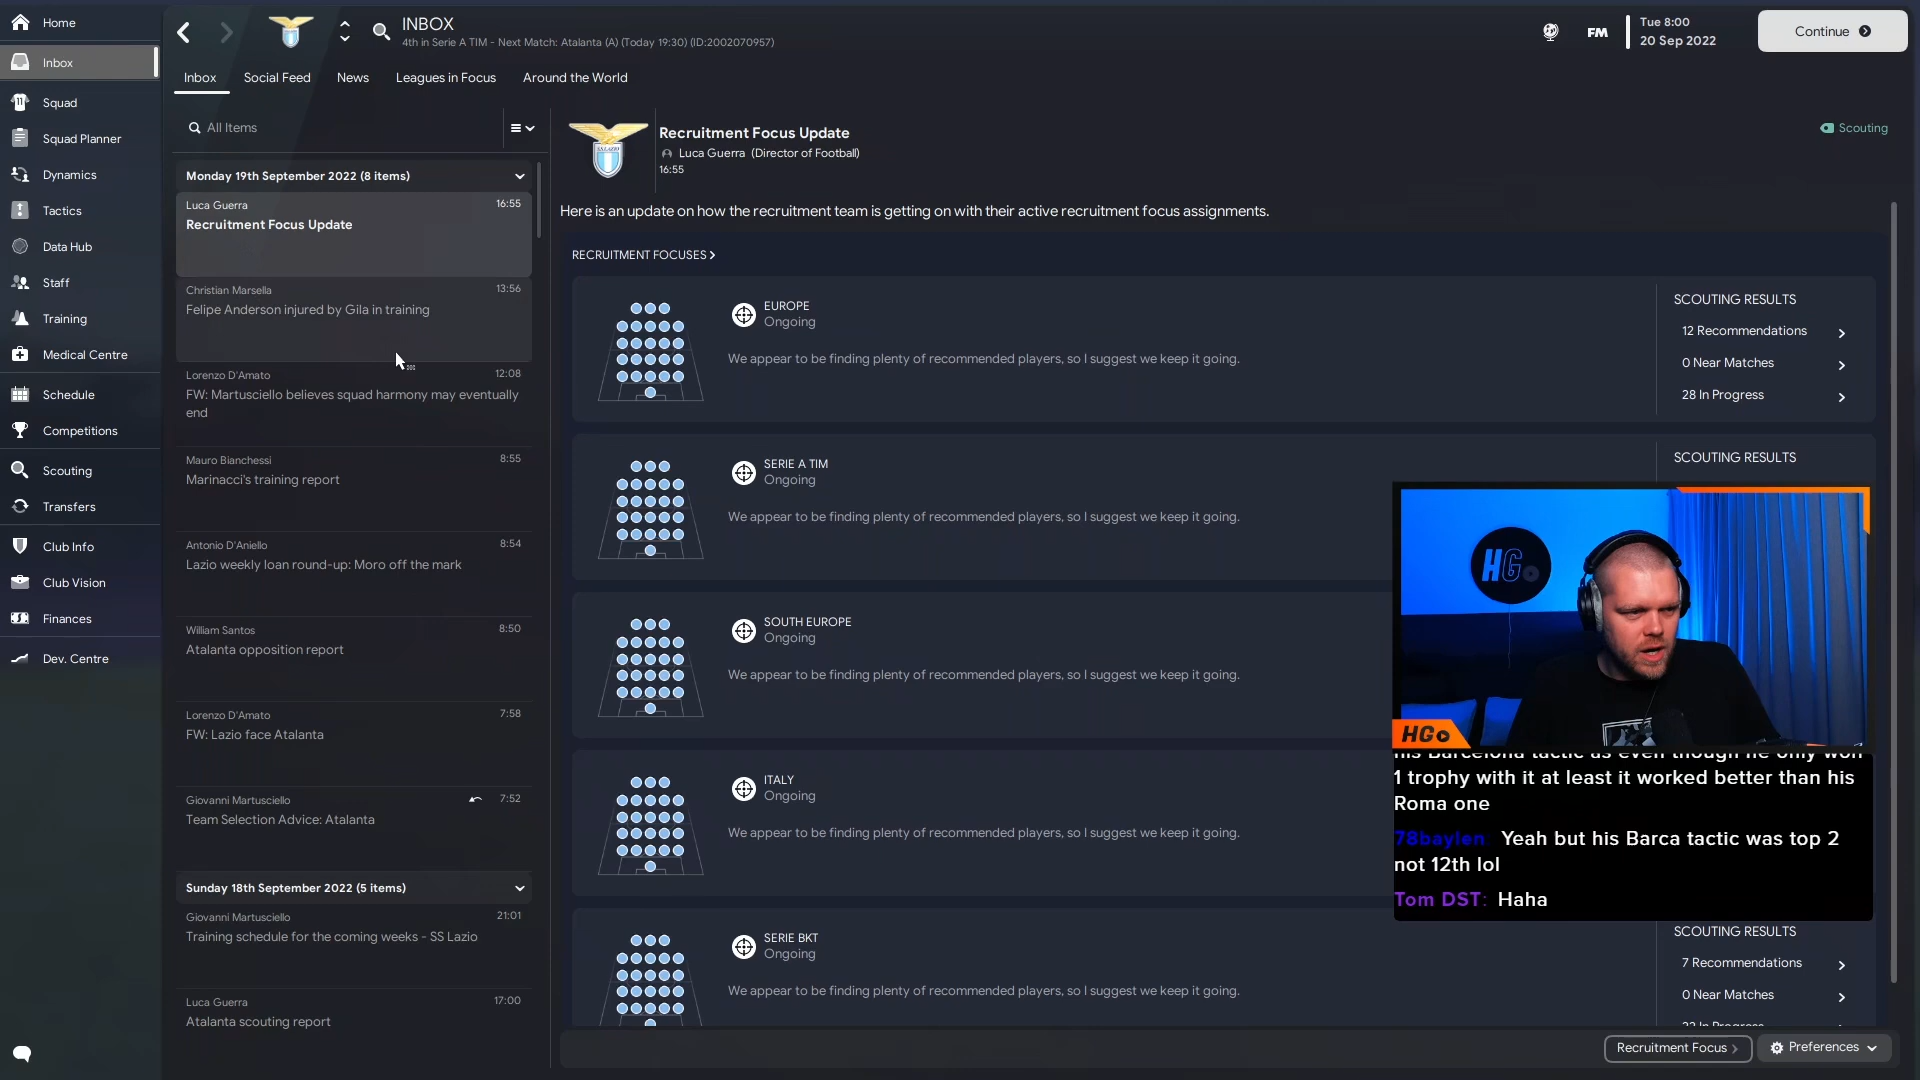 Home
Inbox
Squad
Squad Planner
Dynamics
Tactics
Data Hub
Staff
Training
Medical Centre
Schedule
Competitions
Scouting
Transfers
Club Info
Club Vision
Finances
Dev. Centre
INBOX
4th in Serie A TIM - Next Match: Atalanta (A) (Today 19:30) (ID:2002070957)
FM
Tue 8:00
20 Sep 2022
Continue
Inbox Social Feed News Leagues in Focus Around the World
All Items
Monday 19th September 2022 (8 items)
Luca Guerra 16:55
Recruitment Focus Update
Christian Marsella 13:56
Felipe Anderson injured by Gila in training
Lorenzo D'Amato 12:08
FW: Martusciello believes squad harmony may eventually
end
Mauro Bianchessi 8:55
Marinacci's training report
Antonio D'Aniello 8:54
Lazio weekly loan round-up: Moro off the mark
William Santos 8:50
Atalanta opposition report
Lorenzo D'Amato 7:58
FW: Lazio face Atalanta
Giovanni Martusciello 7:52
Team Selection Advice: Atalanta
Sunday 18th September 2022 (5 items)
Giovanni Martusciello 21:01
Training schedule for the coming weeks - SS Lazio
Luca Guerra 17:00
Atalanta scouting report
Recruitment Focus Update
Luca Guerra (Director of Football)
16:55
Scouting
Here is an update on how the recruitment team is getting on with their active recruitment focus assignments.
RECRUITMENT FOCUSES
EUROPE
Ongoing
We appear to be finding plenty of recommended players, so I suggest we keep it going.
SCOUTING RESULTS
12 Recommendations
0 Near Matches
28 In Progress
SERIE A TIM
Ongoing
We appear to be finding plenty of recommended players, so I suggest we keep it going.
SCOUTING RESULTS
SOUTH EUROPE
Ongoing
We appear to be finding plenty of recommended players, so I suggest we keep it going.
ITALY
Ongoing
We appear to be finding plenty of recommended players, so I suggest we keep it going.
SERIE BKT
Ongoing
We appear to be finding plenty of recommended players, so I suggest we keep it going.
SCOUTING RESULTS
7 Recommendations
0 Near Matches
In Progress
HG
HG
his Barcelona tactic as even though he only won
1 trophy with it at least it worked better than his
Roma one
78baylen: Yeah but his Barca tactic was top 2
not 12th lol
Tom DST: Haha
Recruitment Focus
Preferences